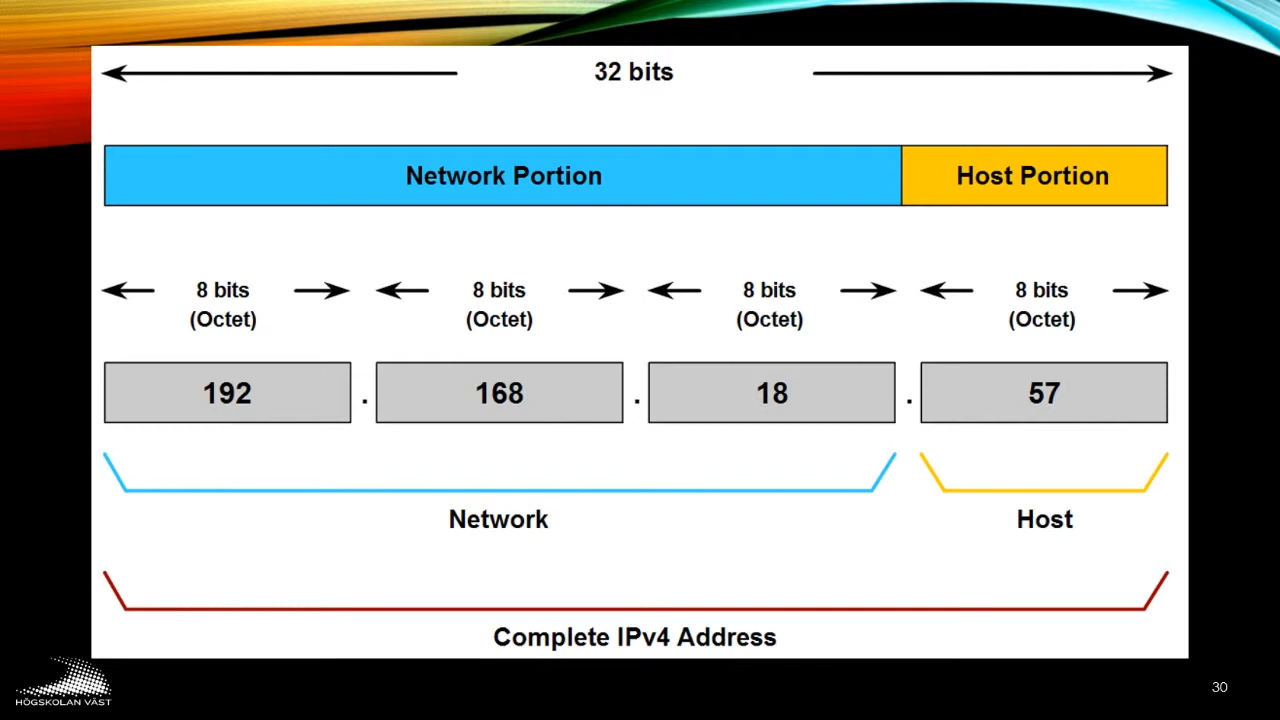 32 bits
Network Portion
Host Portion
8 bits
(Octet)
8 bits
(Octet)
8 bits
(Octet)
8 bits
(Octet)
192 . 168 . 18 . 57
Network
Host
Complete IPv4 Address
HÖGSKOLAN VÄST
30